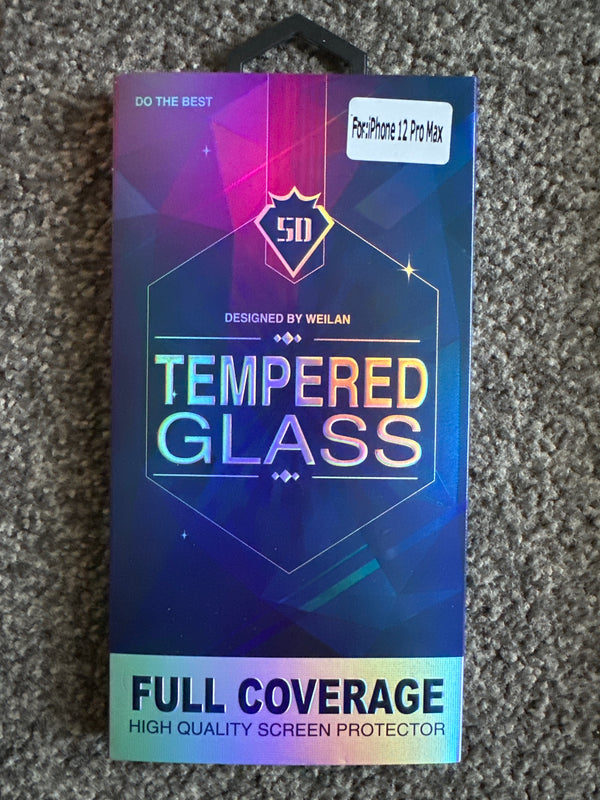 DO THE BEST
For:iPhone 12 Pro Max
5D
DESIGNED BY WEILAN
TEMPERED
GLASS
FULL COVERAGE
HIGH QUALITY SCREEN PROTECTOR